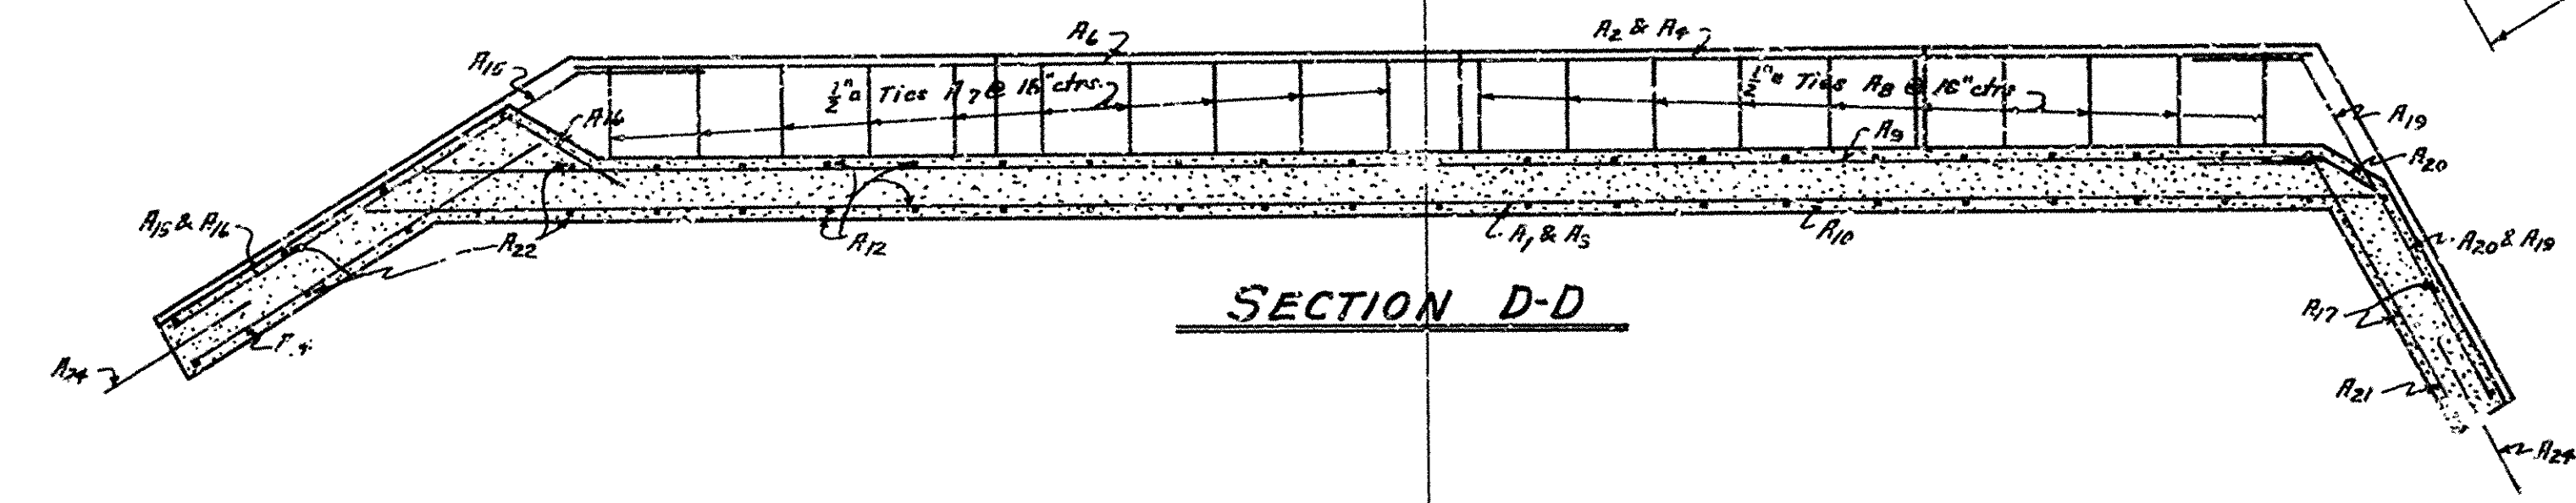 A6
A2 & A4
A15
½"□ Ties A7 @ 16"ctrs.
½"□ Ties A8 @ 16"ctrs
A16
A19
A9
A20
A15 & A16
A22
A12
A1 & A3
A10
A20 & A19
SECTION D-D
A17
A24
A21
A24